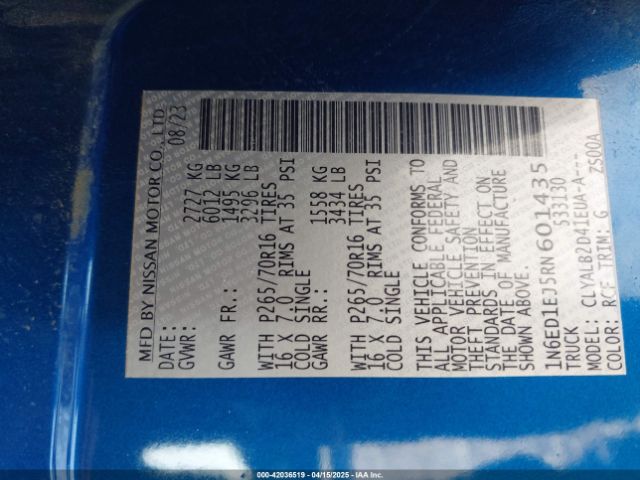 MFD BY NISSAN MOTOR CO., LTD
DATE: 08/23
GVWR: 2727 KG
6012 LB
GAWR FR.: 1495 KG
3296 LB
WITH P265/70R16 TIRES
16 X 7.0 RIMS AT 35 PSI
COLD SINGLE
GAWR RR.: 1558 KG
3434 LB
WITH P265/70R16 TIRES
16 X 7.0 RIMS AT 35 PSI
COLD SINGLE
THIS VEHICLE CONFORMS TO
ALL APPLICABLE FEDERAL
MOTOR VEHICLE SAFETY AND
THEFT PREVENTION
STANDARDS IN EFFECT ON
THE DATE OF MANUFACTURE
SHOWN ABOVE.
1N6ED1EJ5RN601435
TRUCK 533130
MODEL: CLYALB2D41EUA-A---
COLOR: RCF TRIM: G ZS00A
000-42036519 - 04/15/2025 - IAA Inc.